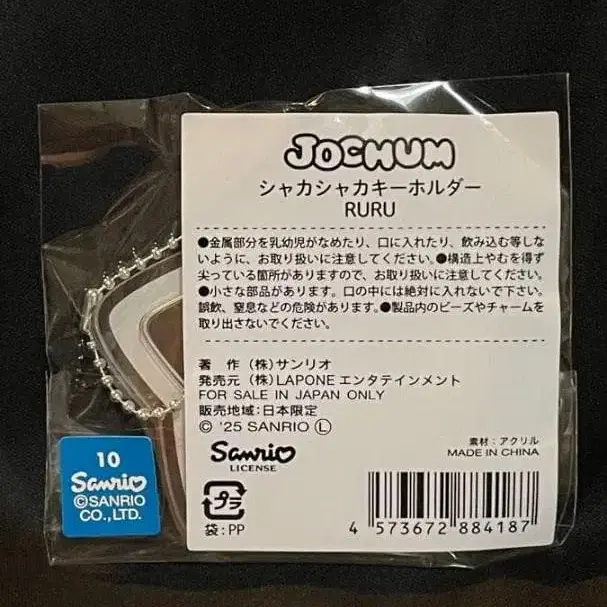 JOCHUM
シャカシャカキーホルダー
RURU
●金属部分を乳幼児がなめたり、口に入れたり、飲み込む等しな
いように、お取り扱いに注意してください。●構造上やむを得ず
尖っている箇所がありますので、お取り扱いに注意してください。
●小さな部品があります。口の中には絶対に入れないで下さい。
誤飲、窒息などの危険があります。●製品内のビーズやチャームを
取り出さないでください。
著　作 (株)サンリオ
発売元 (株)LAPONEエンタテインメント
FOR SALE IN JAPAN ONLY
販売地域:日本限定
© '25 SANRIO Ⓛ
Sanrio
LICENSE
素材:アクリル
MADE IN CHINA
プラ
袋:PP
4 573672 884187
10
Sanrio
©SANRIO
CO.,LTD.